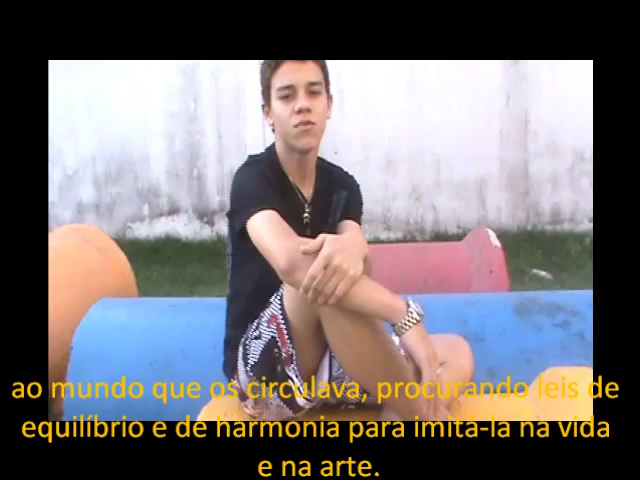 ao mundo que os circulava, procurando leis de
equilíbrio e de harmonia para imitá-la na vida
e na arte.